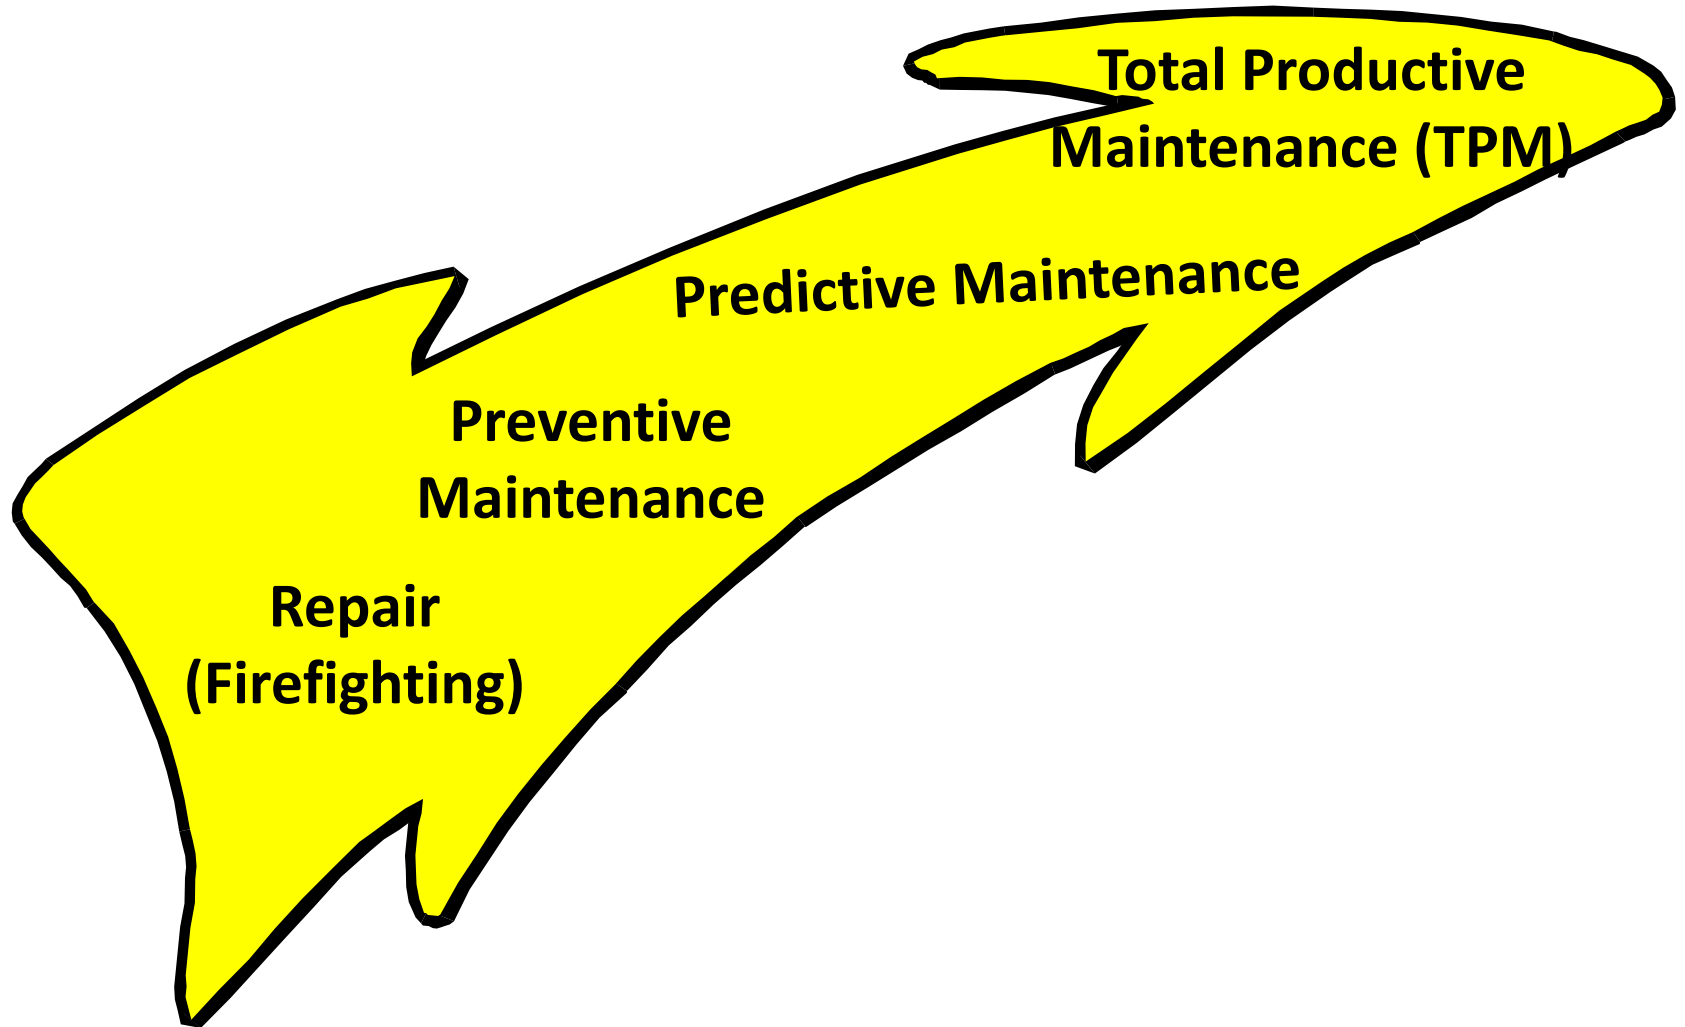 Total Productive
Maintenance (TPM)
Predictive Maintenance
Preventive
Maintenance
Repair
(Firefighting)